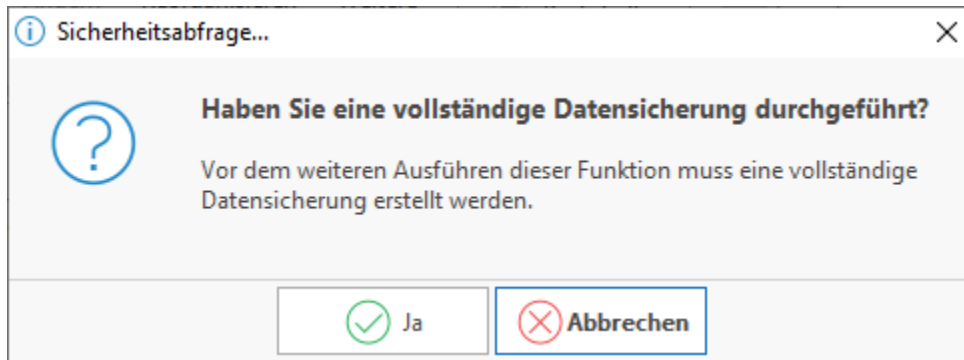 Sicherheitsabfrage...
Haben Sie eine vollständige Datensicherung durchgeführt?
Vor dem weiteren Ausführen dieser Funktion muss eine vollständige
Datensicherung erstellt werden.
Ja
Abbrechen